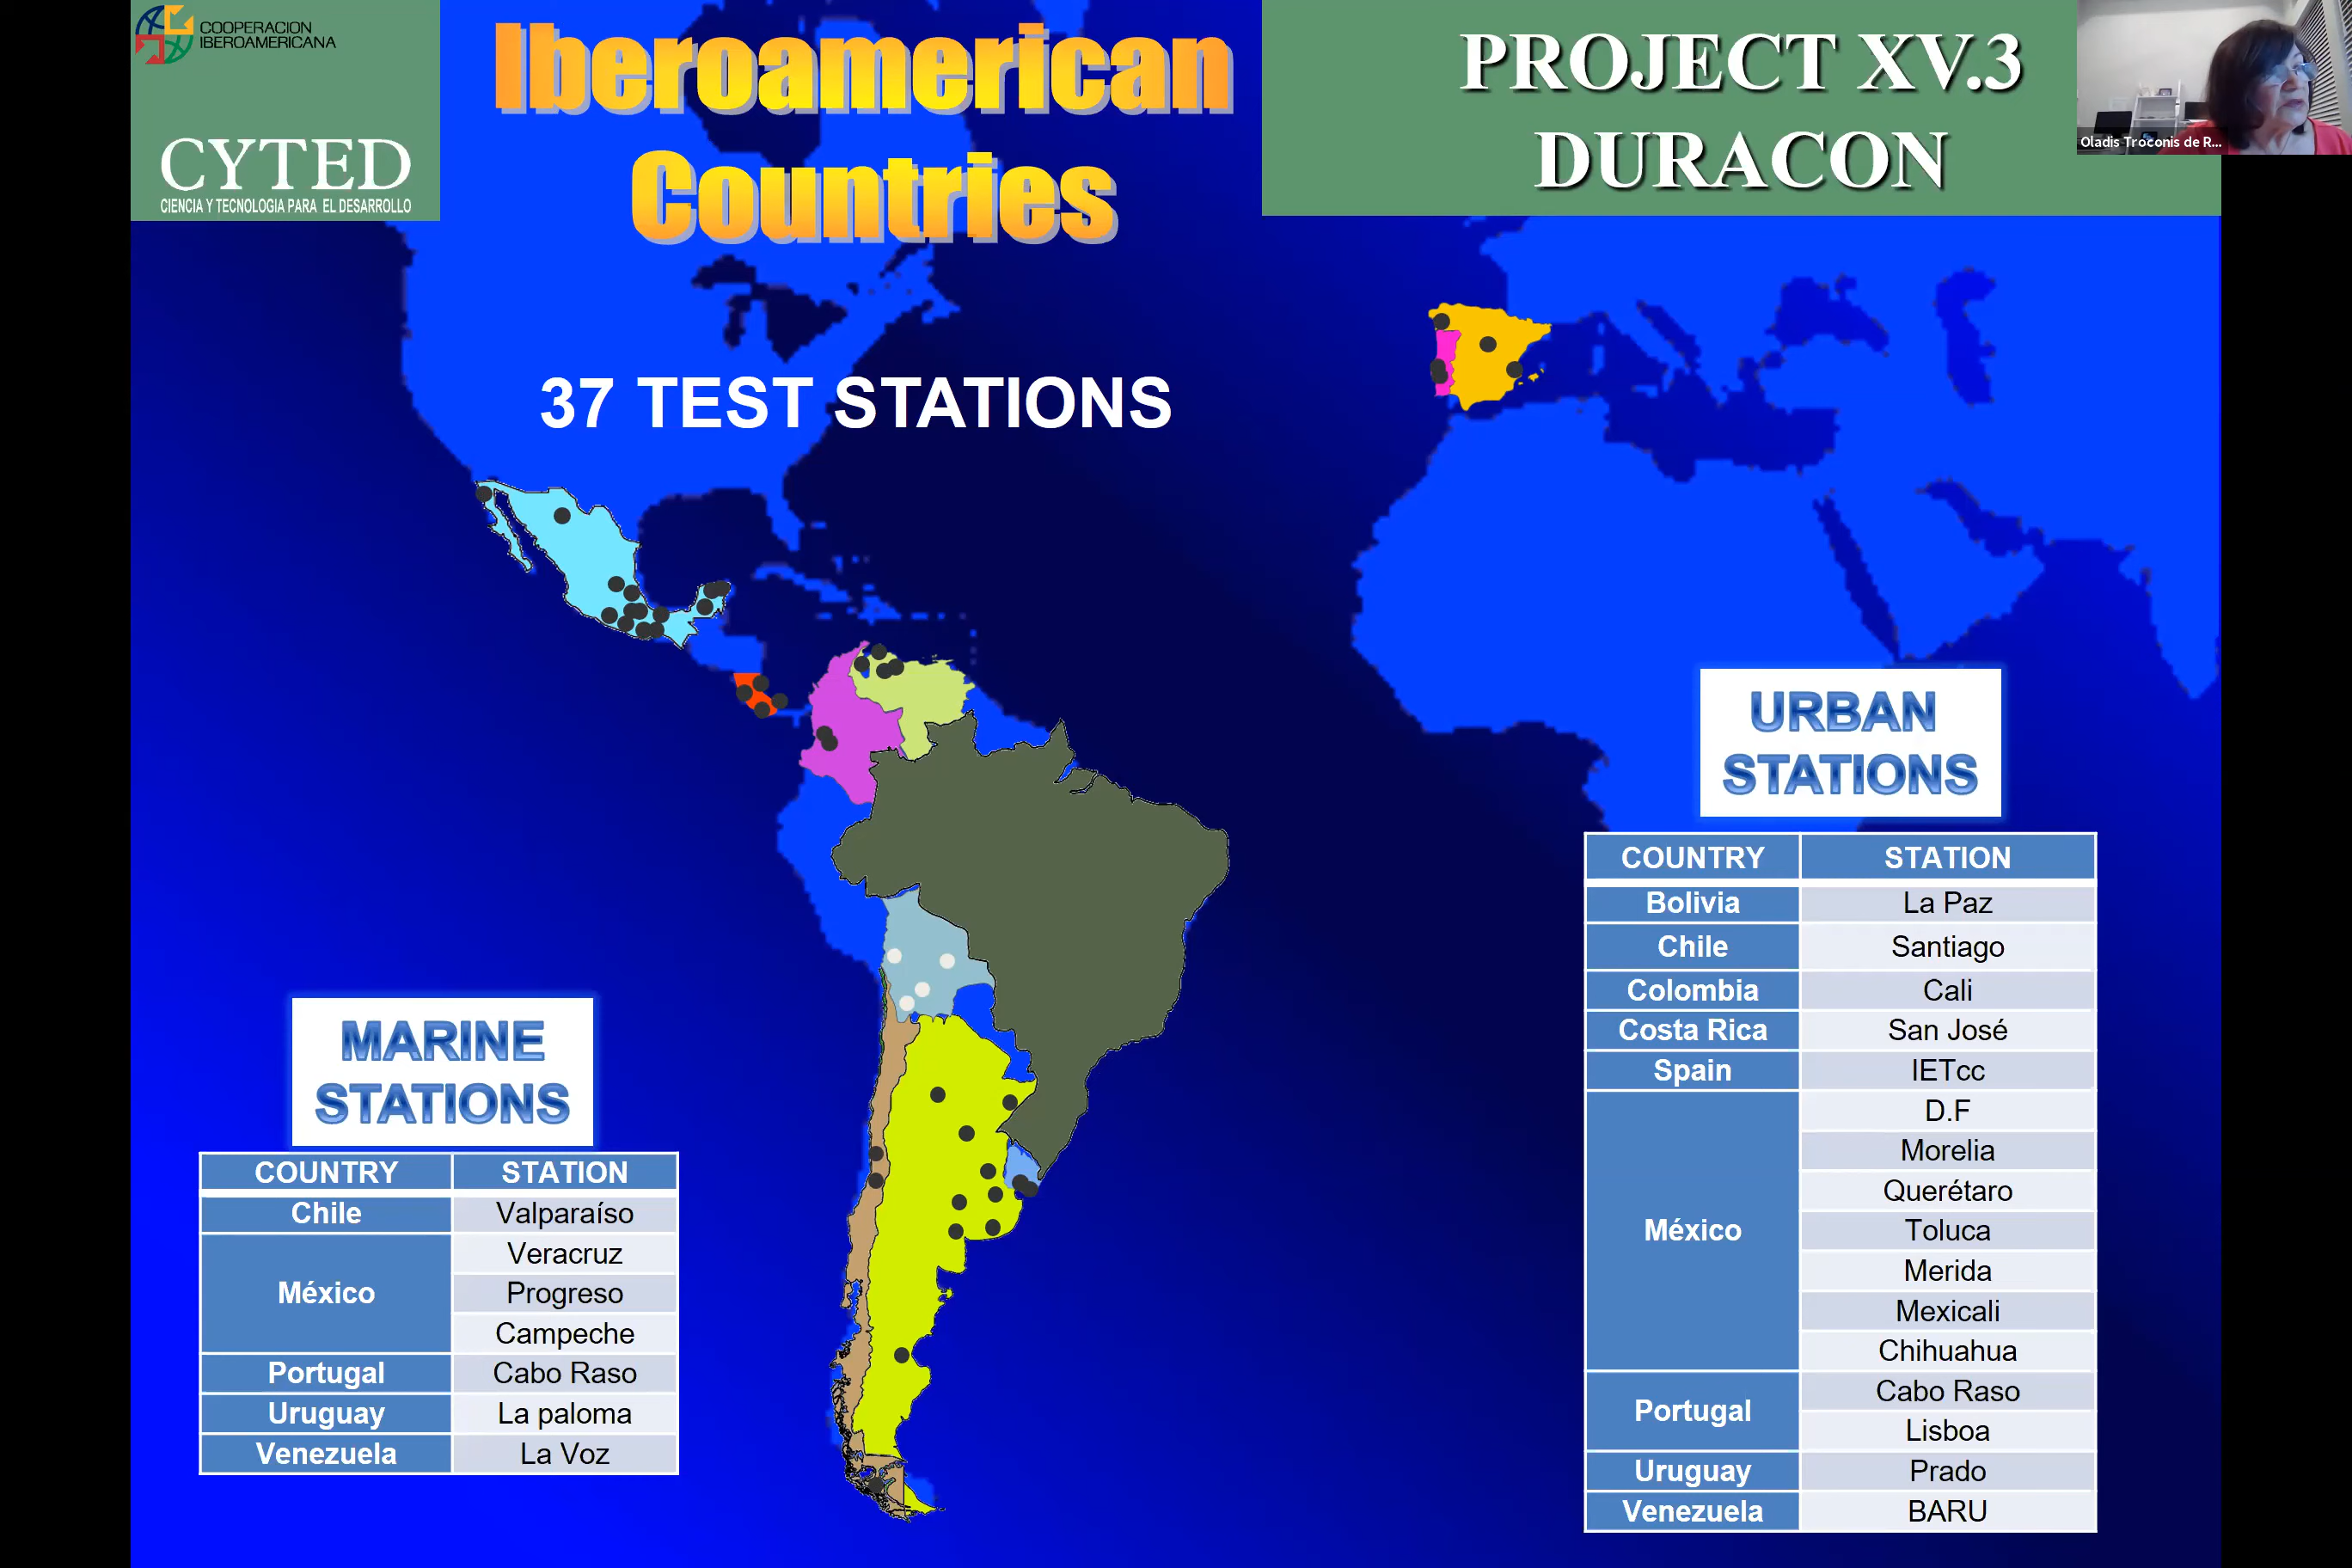 COOPERACION
IBEROAMERICANA
CYTED
CIENCIA Y TECNOLOGIA PARA EL DESARROLLO
Iberoamerican
Countries
PROJECT XV.3
DURACON
Oladis Troconis de R...
37 TEST STATIONS
MARINE
STATIONS
COUNTRY STATION
Chile Valparaíso
México Veracruz
Progreso
Campeche
Portugal Cabo Raso
Uruguay La paloma
Venezuela La Voz
URBAN
STATIONS
COUNTRY STATION
Bolivia La Paz
Chile Santiago
Colombia Cali
Costa Rica San José
Spain IETcc
México D.F
Morelia
Querétaro
Toluca
Merida
Mexicali
Chihuahua
Portugal Cabo Raso
Lisboa
Uruguay Prado
Venezuela BARU